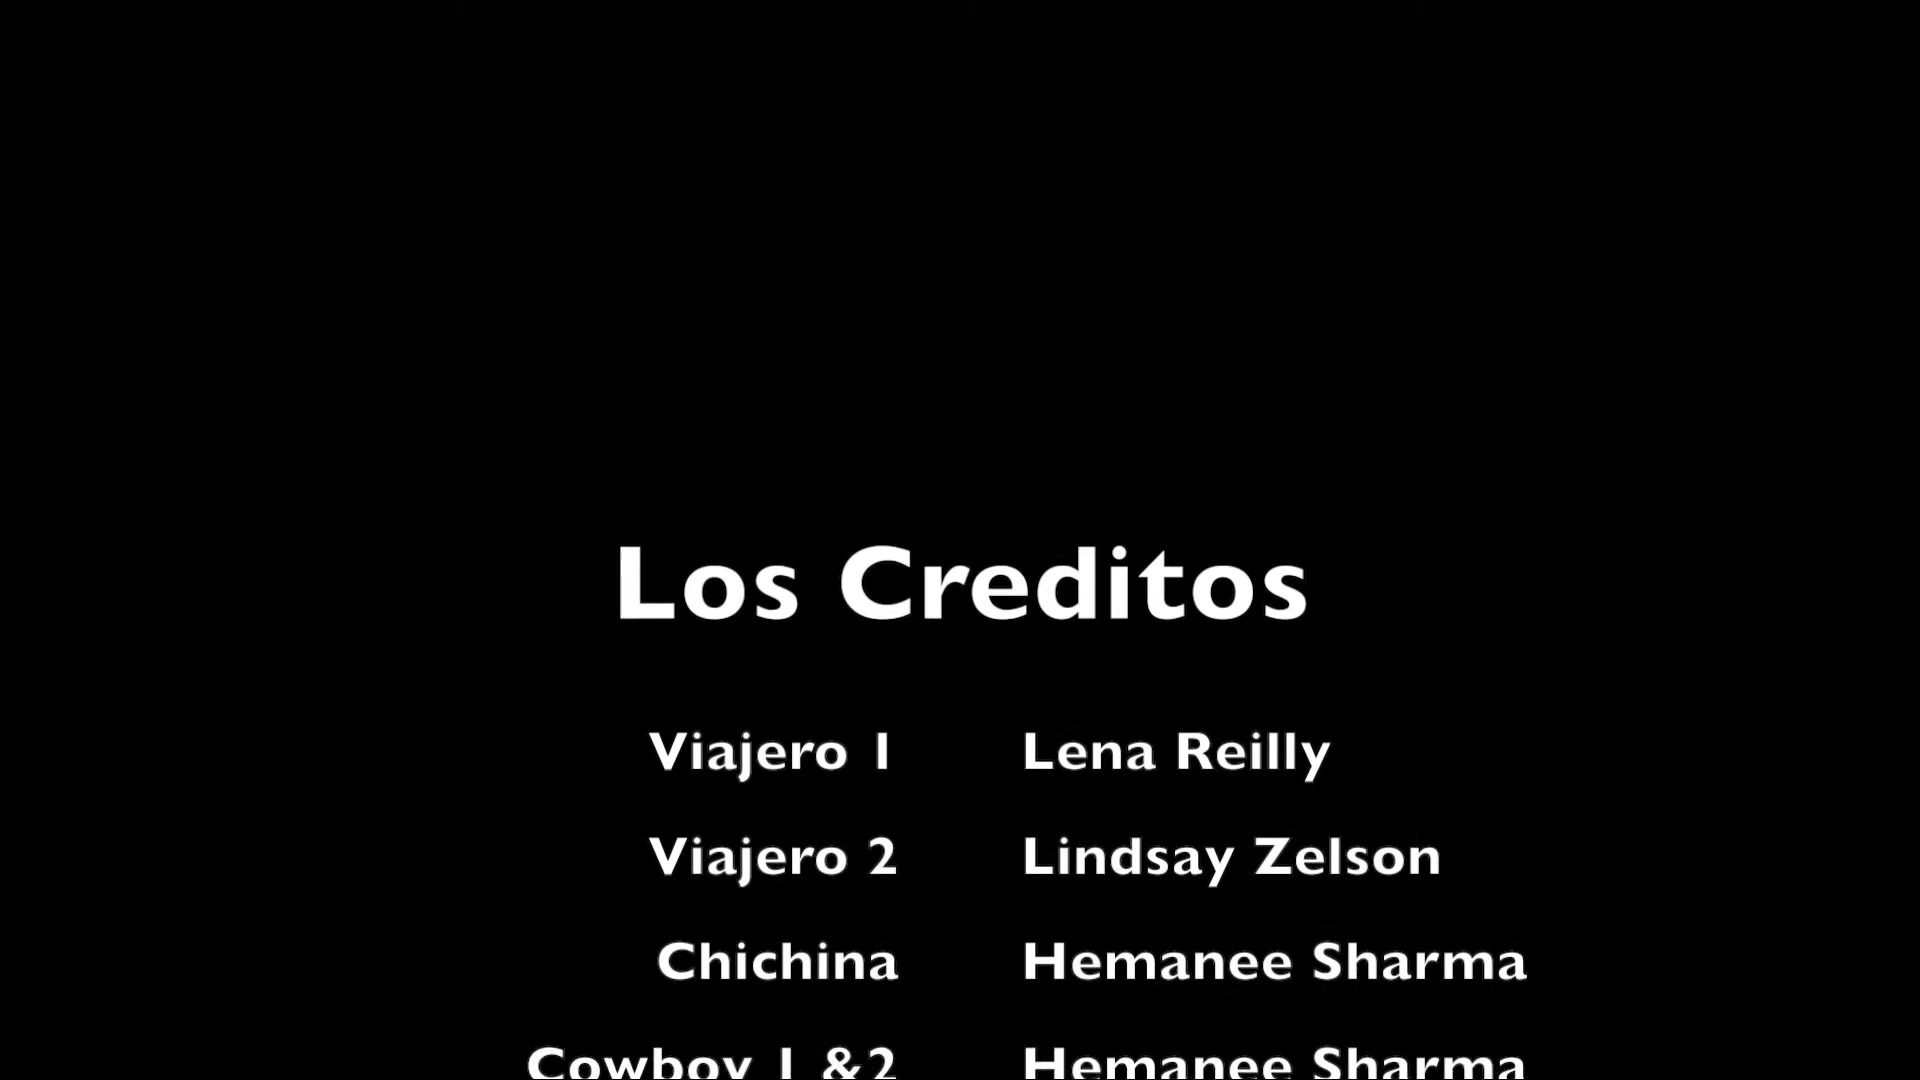 Los Creditos
Viajero 1 Lena Reilly
Viajero 2 Lindsay Zelson
Chichina Hemanee Sharma
Cowboy 1 &2 Hemanee Sharma